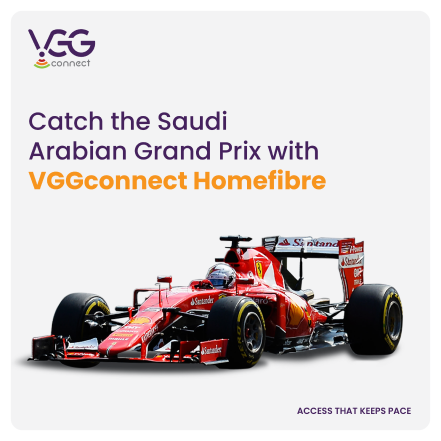 VGG
connect
Catch the Saudi
Arabian Grand Prix with
VGGconnect Homefibre
Santander
Santander
Santander
ACCESS THAT KEEPS PACE